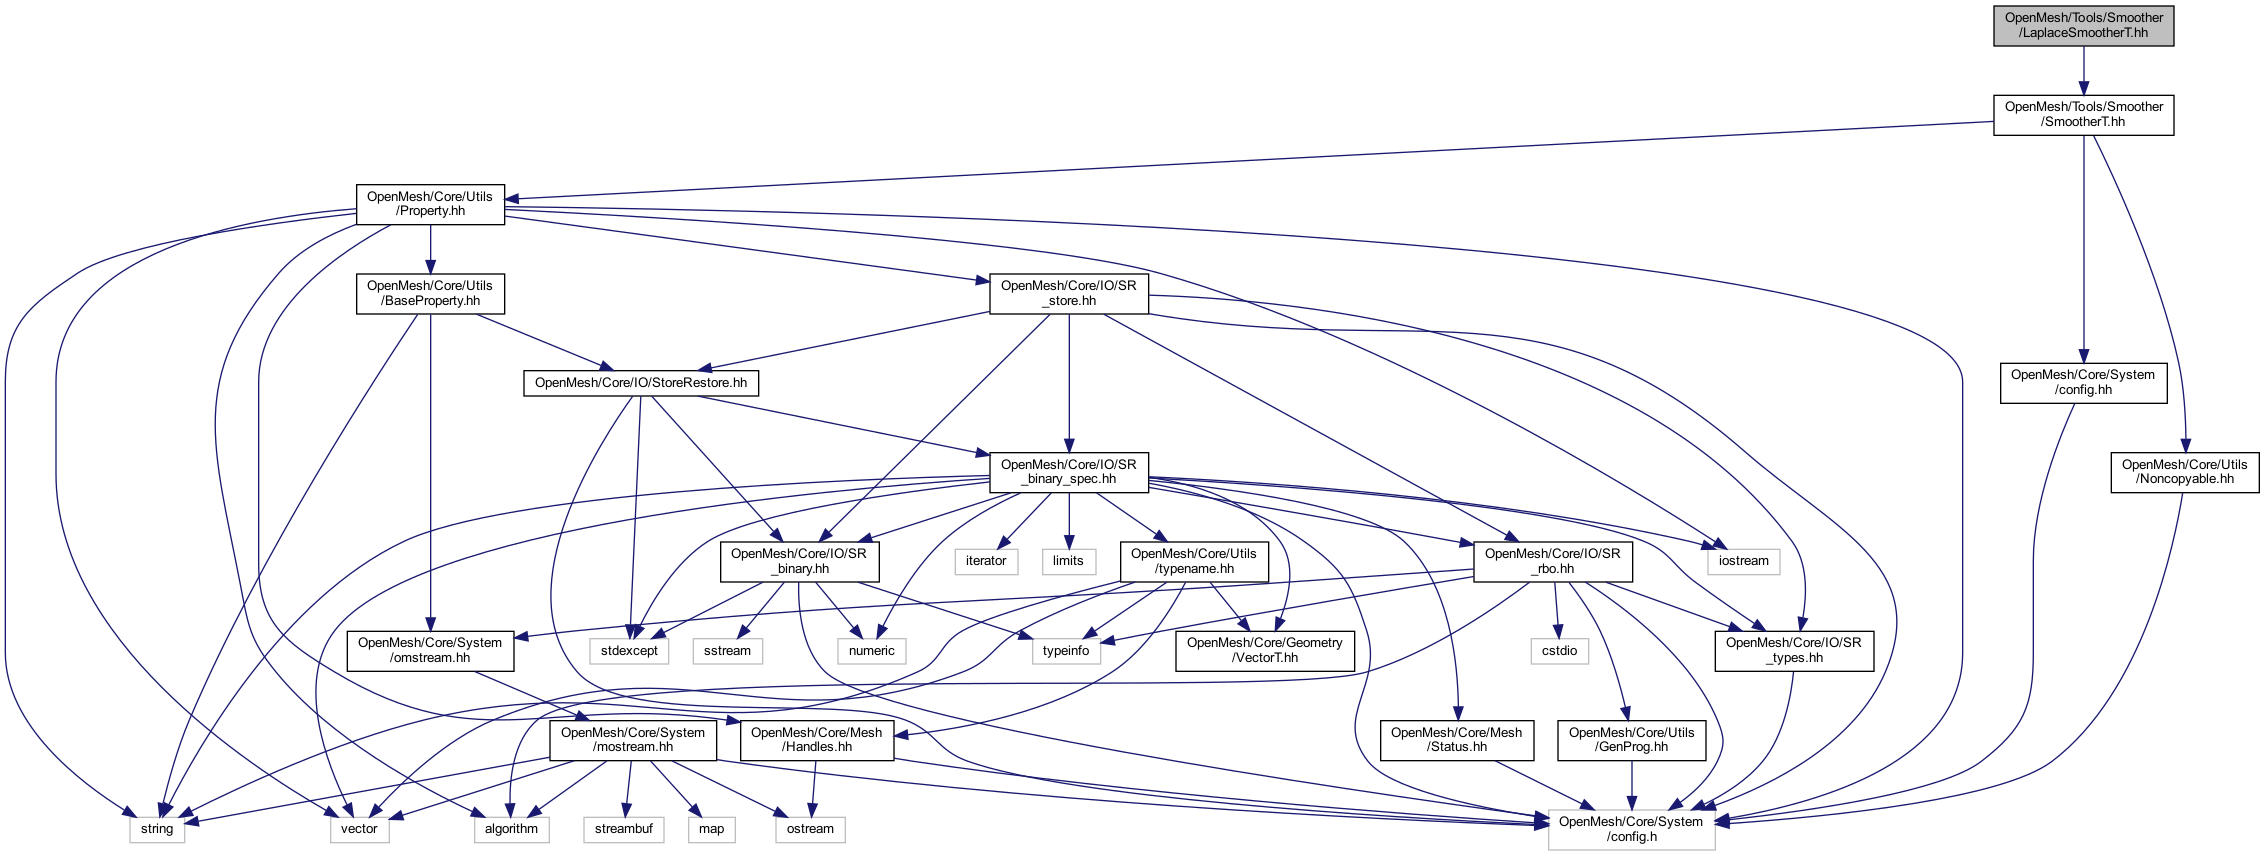 OpenMesh/Tools/Smoother
/LaplaceSmootherT.hh
OpenMesh/Tools/Smoother
/SmootherT.hh
OpenMesh/Core/Utils
/Property.hh
OpenMesh/Core/Utils
/BaseProperty.hh
OpenMesh/Core/IO/SR
_store.hh
OpenMesh/Core/IO/StoreRestore.hh
OpenMesh/Core/System
/config.hh
OpenMesh/Core/IO/SR
_binary_spec.hh
OpenMesh/Core/Utils
/Noncopyable.hh
OpenMesh/Core/IO/SR
_binary.hh
iterator
limits
OpenMesh/Core/Utils
/typename.hh
OpenMesh/Core/IO/SR
_rbo.hh
iostream
OpenMesh/Core/System
/omstream.hh
stdexcept
sstream
numeric
typeinfo
OpenMesh/Core/Geometry
/VectorT.hh
cstdio
OpenMesh/Core/IO/SR
_types.hh
OpenMesh/Core/System
/mostream.hh
OpenMesh/Core/Mesh
/Handles.hh
OpenMesh/Core/Mesh
/Status.hh
OpenMesh/Core/Utils
/GenProg.hh
string
vector
algorithm
streambuf
map
ostream
OpenMesh/Core/System
/config.h